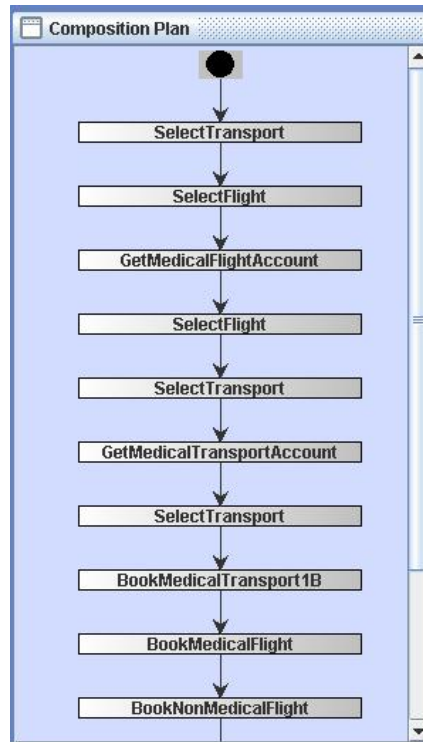 Composition Plan
SelectTransport
SelectFlight
GetMedicalFlightAccount
SelectFlight
SelectTransport
GetMedicalTransportAccount
SelectTransport
BookMedicalTransport1B
BookMedicalFlight
BookNonMedicalFlight